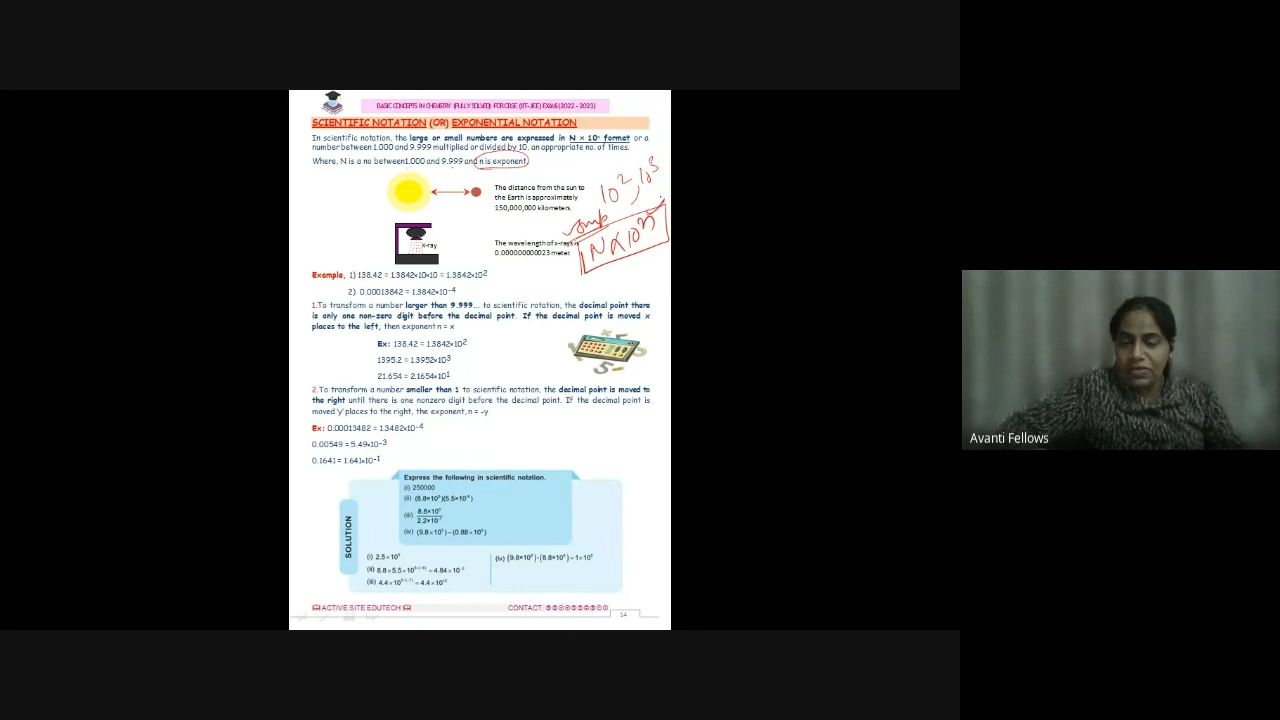 BASIC CONCEPTS IN CHEMISTRY (FULLY SOLVED) FOR CBSE (IIT-JEE) EXAMS (2022 - 2023)
SCIENTIFIC NOTATION (OR) EXPONENTIAL NOTATION
In scientific notation, the large or small numbers are expressed in N × 10ⁿ format or a
number between 1.000 and 9.999 multiplied or divided by 10, an appropriate no. of times.
Where, N is a no between1.000 and 9.999 and n is exponent.
10², 10³
The distance from the sun to
the Earth is approximately
150,000,000 kilometers.
N × 10ⁿ
X-ray
The wavelength of x-rays is
0.000000000023 meter.
Example, 1) 138.42 = 1.3842×10×10 = 1.3842×10²
2) 0.00013842 = 1.3842×10⁻⁴
1.To transform a number larger than 9.999... to scientific rotation, the decimal point there
is only one non-zero digit before the decimal point. If the decimal point is moved x
places to the left, then exponent n = x
Ex: 138.42 = 1.3842×10²
1395.2 = 1.3952×10³
21.654 = 2.1654×10¹
2.To transform a number smaller than 1 to scientific notation, the decimal point is moved to
the right until there is one nonzero digit before the decimal point. If the decimal point is
moved 'y' places to the right, the exponent, n = -y
Ex: 0.00013482 = 1.3482×10⁻⁴
0.00549 = 5.49×10⁻³
0.1641 = 1.641×10⁻¹
Express the following in scientific notation.
(i) 250000
(ii)
(iii)
(iv)
SOLUTION
(i)
(ii)
(iii)
(iv)
ACTIVE SITE EDUTECH
CONTACT:
14
Avanti Fellows